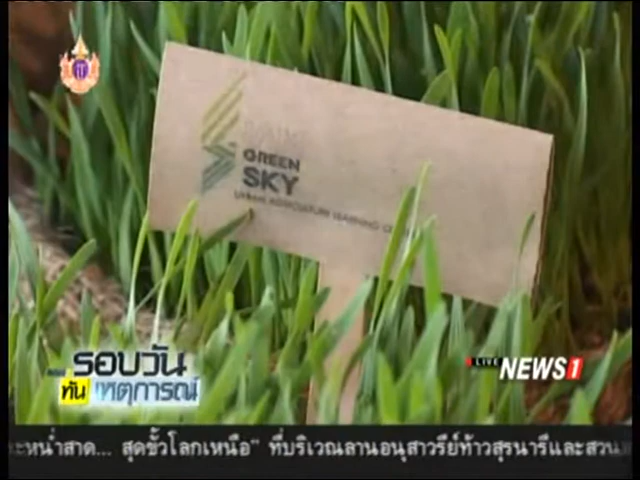 GREEN
SKY
URBAN AGRICULTURE LEARNING
รอบวัน
ทัน เหตุการณ์
LIVE NEWS1
ะหน่ำสาด... สุดขั้วโลกเหนือ" ที่บริเวณลานอนุสาวรีย์ท้าวสุรนารีและสวน